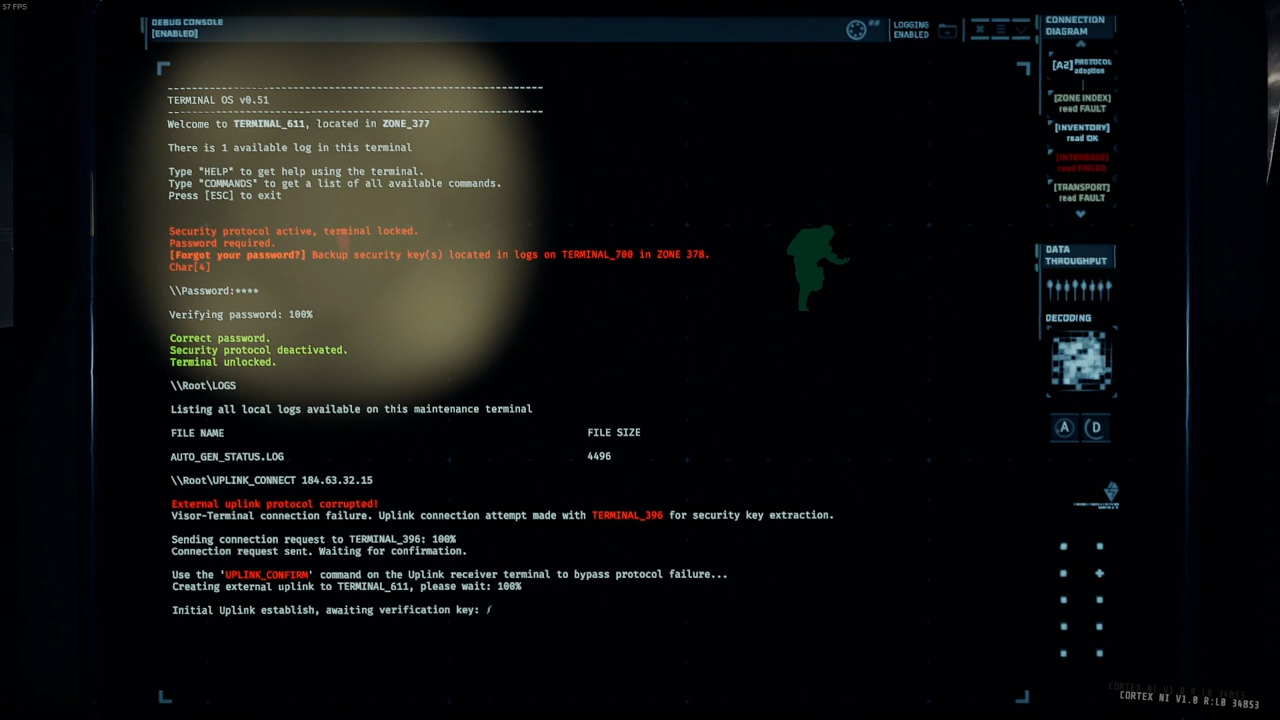 57 FPS
DEBUG CONSOLE
[ENABLED]
LOGGING
ENABLED
------------------------------------------------------------
TERMINAL OS v0.51
------------------------------------------------------------
Welcome to TERMINAL_611, located in ZONE_377
There is 1 available log in this terminal
Type "HELP" to get help using the terminal.
Type "COMMANDS" to get a list of all available commands.
Press [ESC] to exit
Security protocol active, terminal locked.
Password required.
[Forgot your password?] Backup security key(s) located in logs on TERMINAL_700 in ZONE 378.
Char[4]
\\Password:****
Verifying password: 100%
Correct password.
Security protocol deactivated.
Terminal unlocked.
\\Root\LOGS
Listing all local logs available on this maintenance terminal
FILE NAME FILE SIZE
AUTO_GEN_STATUS.LOG 4496
\\Root\UPLINK_CONNECT 184.63.32.15
External uplink protocol corrupted!
Visor-Terminal connection failure. Uplink connection attempt made with TERMINAL_396 for security key extraction.
Sending connection request to TERMINAL_396: 100%
Connection request sent. Waiting for confirmation.
Use the 'UPLINK_CONFIRM' command on the Uplink receiver terminal to bypass protocol failure...
Creating external uplink to TERMINAL_611, please wait: 100%
Initial Uplink establish, awaiting verification key: /
CONNECTION
DIAGRAM
[A2] PROTOCOL
adaption
[ZONE INDEX]
read FAULT
[INVENTORY]
read OK
[INTERBASE]
read FAILED
[TRANSPORT]
read FAULT
DATA
THROUGHPUT
DECODING
A D
CORTEX NI V1.0 R:L0 34853